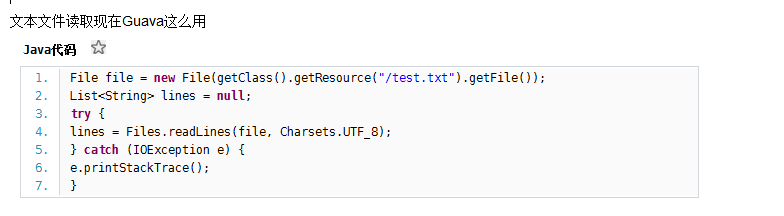 文本文件读取现在Guava这么用
Java代码
1. File file = new File(getClass().getResource("/test.txt").getFile());
2. List<String> lines = null;
3. try {
4. lines = Files.readLines(file, Charsets.UTF_8);
5. } catch (IOException e) {
6. e.printStackTrace();
7. }